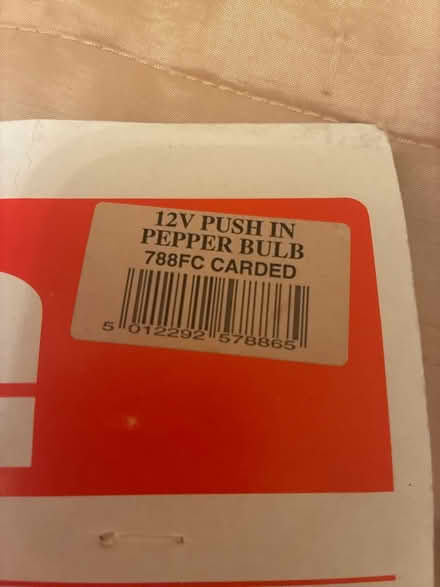 12V PUSH IN
PEPPER BULB
788FC CARDED
5 012292 578865